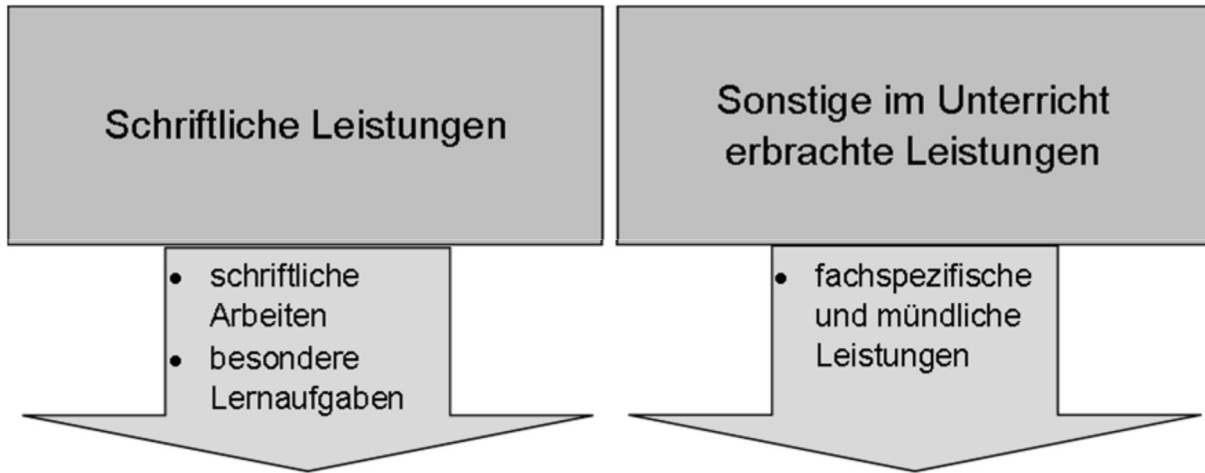 Schriftliche Leistungen
Sonstige im Unterricht
erbrachte Leistungen
• schriftliche
Arbeiten
• besondere
Lernaufgaben
• fachspezifische
und mündliche
Leistungen